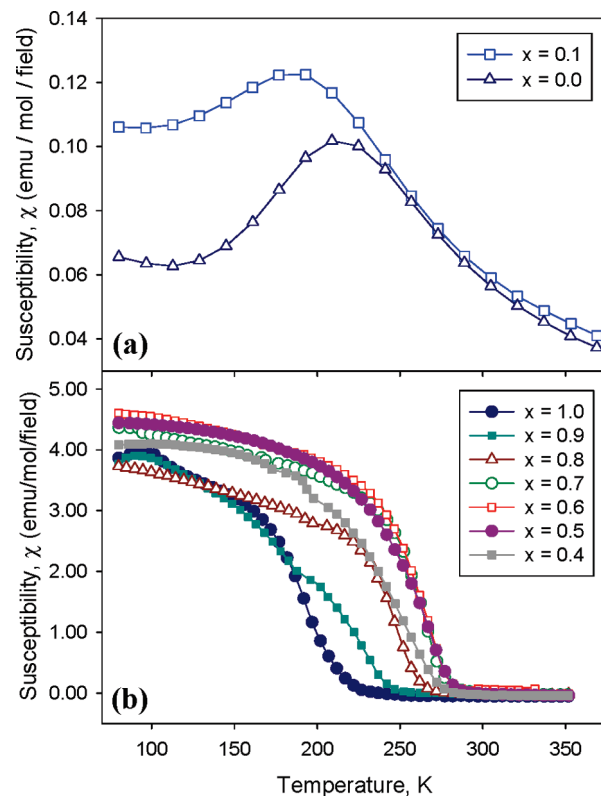 0.14
0.12
0.10
0.08
0.06
0.04
Susceptibility, χ (emu / mol / field)
x = 0.1
x = 0.0
(a)
5.00
4.00
3.00
2.00
1.00
0.00
Susceptibility, χ (emu/mol/field)
x = 1.0
x = 0.9
x = 0.8
x = 0.7
x = 0.6
x = 0.5
x = 0.4
(b)
100 150 200 250 300 350
Temperature, K